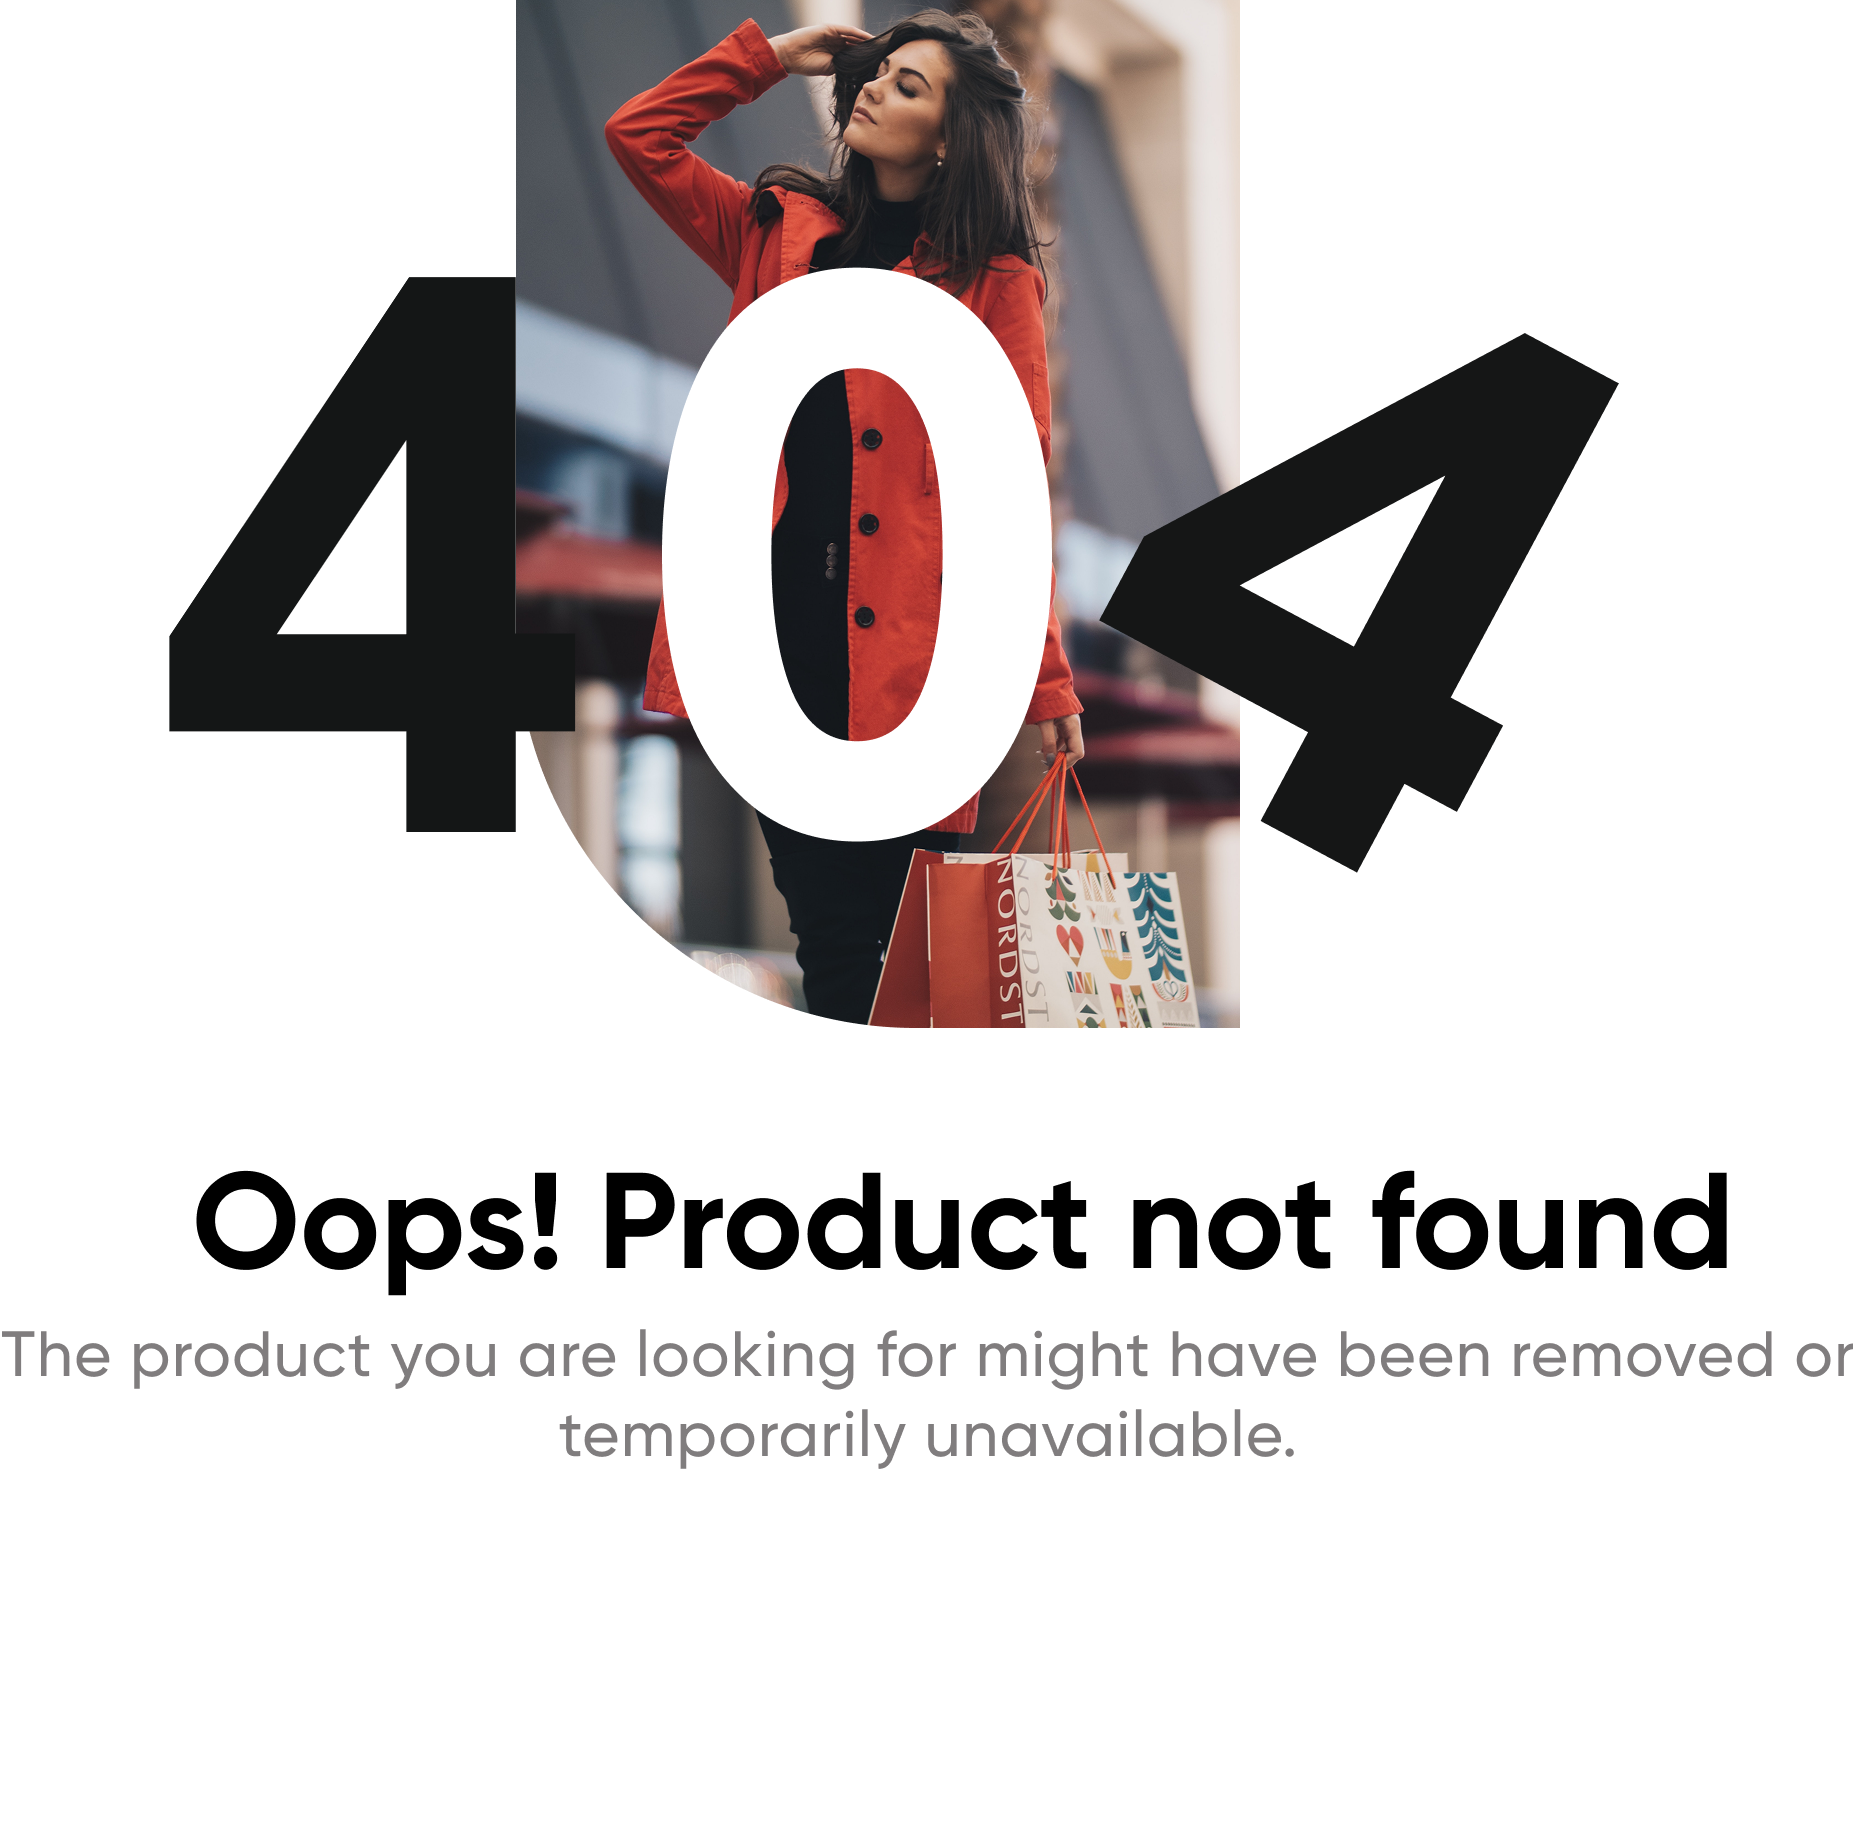 404
NORDST
NORDST
Oops! Product not found
The product you are looking for might have been removed or
temporarily unavailable.